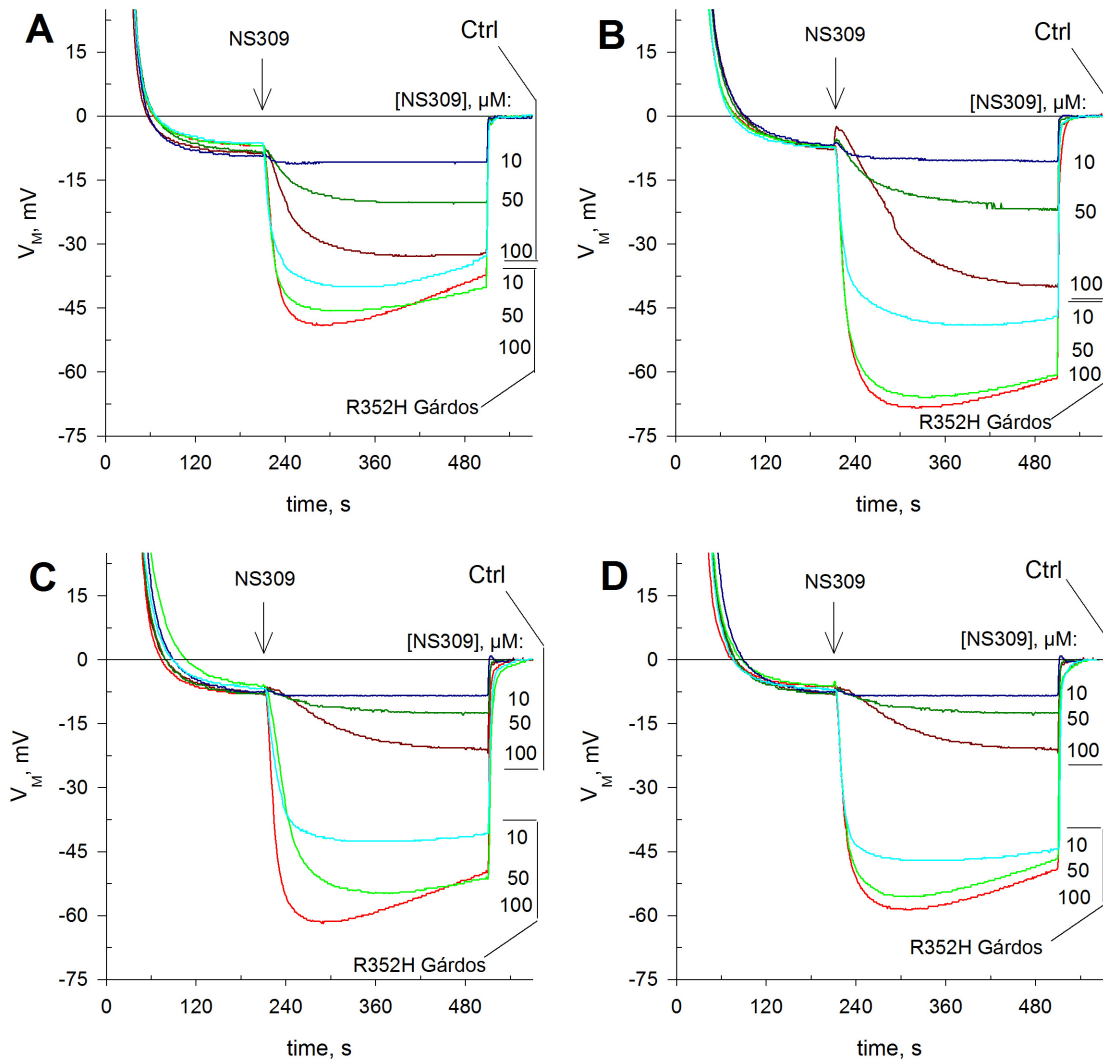 A
NS309
Ctrl
[NS309], µM:
15
0
-15
-30
-45
-60
-75
V_M, mV
10
50
100
10
50
100
R352H Gárdos
0
120
240
360
480
time, s
B
NS309
Ctrl
[NS309], µM:
15
0
-15
-30
-45
-60
-75
V_M, mV
10
50
100
10
50
100
R352H Gárdos
0
120
240
360
480
time, s
C
NS309
Ctrl
[NS309], µM:
15
0
-15
-30
-45
-60
-75
V_M, mV
10
50
100
10
50
100
R352H Gárdos
0
120
240
360
480
time, s
D
NS309
Ctrl
[NS309], µM:
15
0
-15
-30
-45
-60
-75
V_M, mV
10
50
100
10
50
100
R352H Gárdos
0
120
240
360
480
time, s